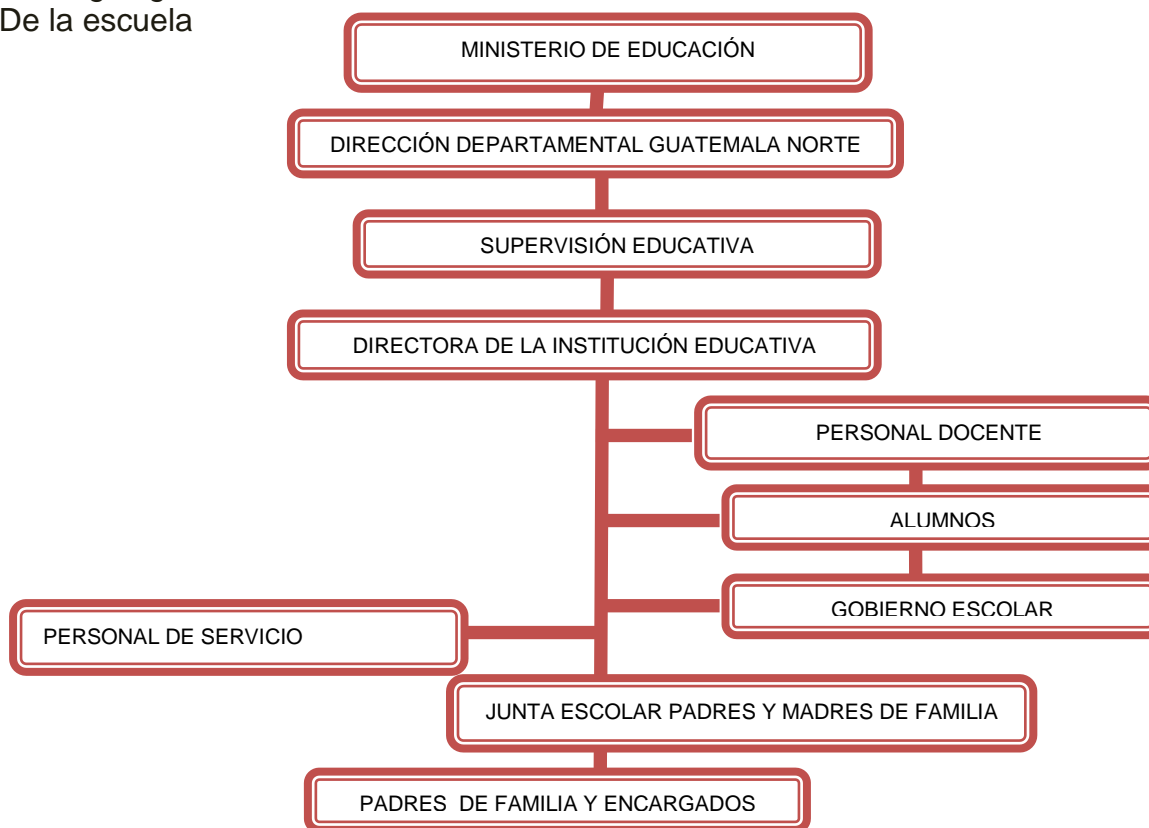 De la escuela
MINISTERIO DE EDUCACIÓN
DIRECCIÓN DEPARTAMENTAL GUATEMALA NORTE
SUPERVISIÓN EDUCATIVA
DIRECTORA DE LA INSTITUCIÓN EDUCATIVA
PERSONAL DOCENTE
ALUMNOS
GOBIERNO ESCOLAR
PERSONAL DE SERVICIO
JUNTA ESCOLAR PADRES Y MADRES DE FAMILIA
PADRES DE FAMILIA Y ENCARGADOS